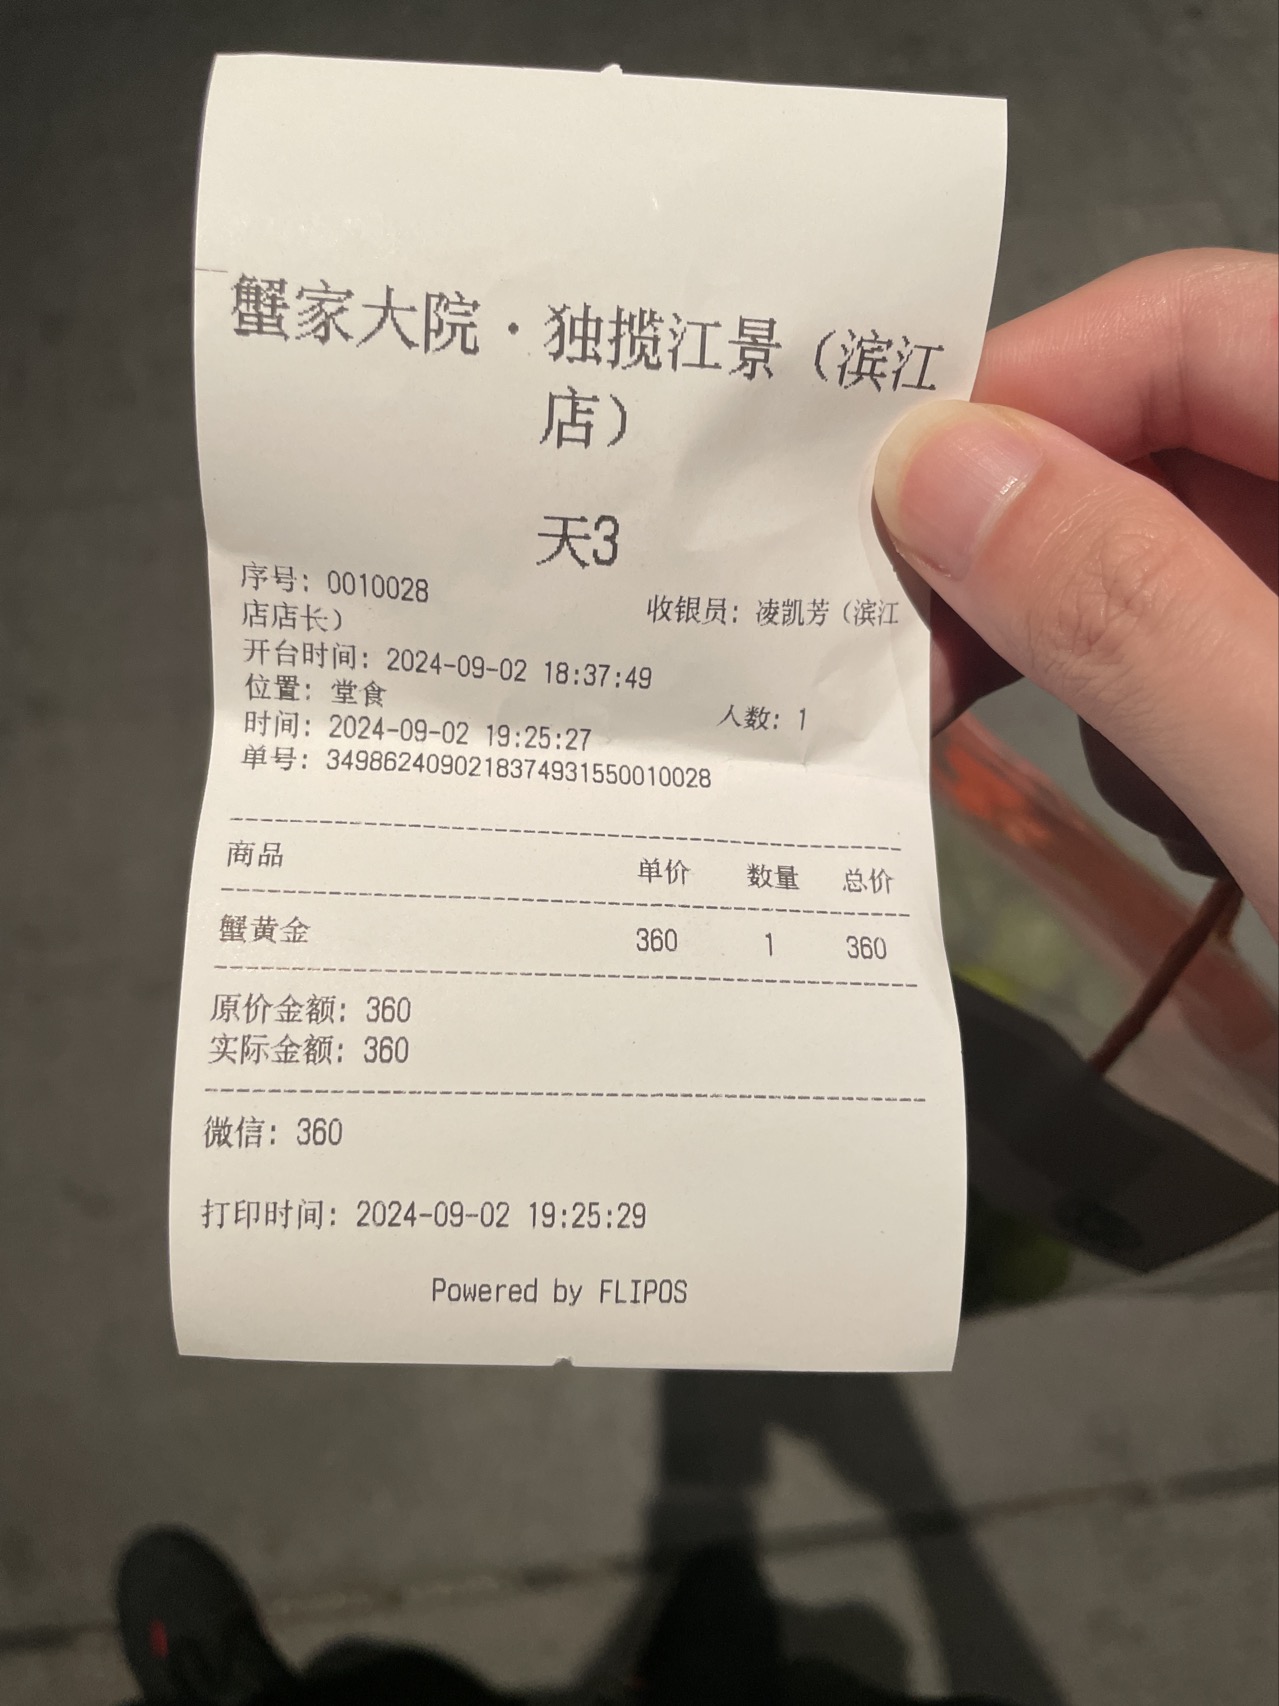 蟹家大院·独揽江景（滨江
店）
天3
序号：0010028 收银员：凌凯芳（滨江
店店长）
开台时间：2024-09-02 18:37:49
位置：堂食 人数：1
时间：2024-09-02 19:25:27
单号：3498624090218374931550010028
商品 单价 数量 总价
蟹黄金 360 1 360
原价金额：360
实际金额：360
微信：360
打印时间：2024-09-02 19:25:29
Powered by FLIPOS